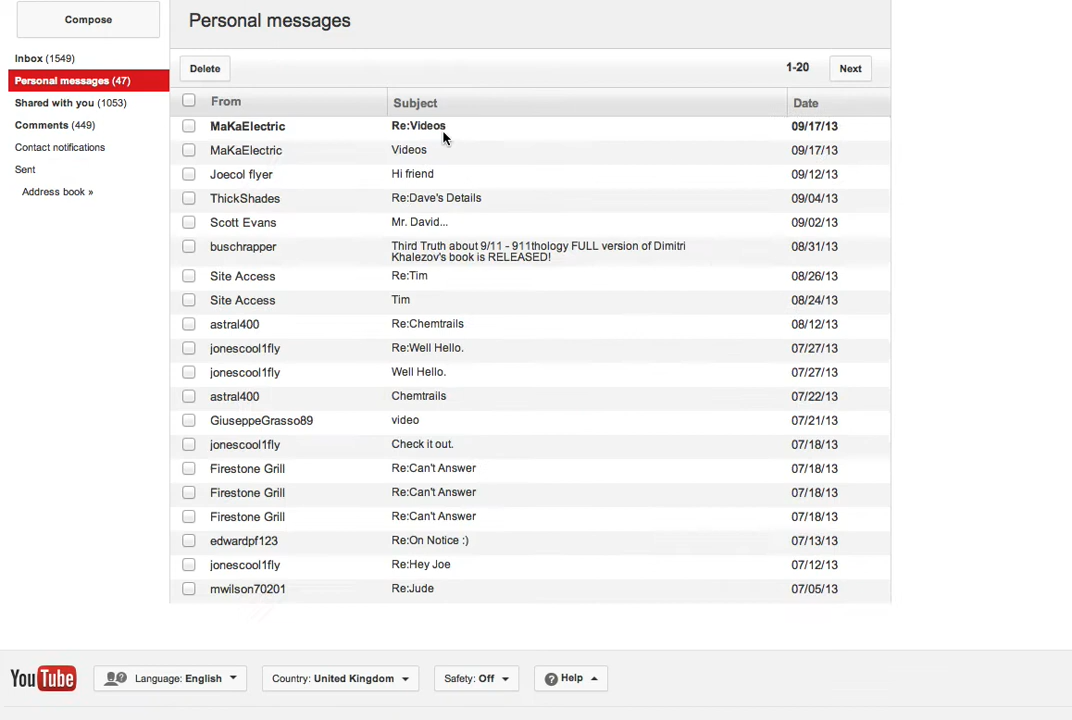 Compose
Personal messages
Inbox (1549)
Personal messages (47)
Shared with you (1053)
Comments (449)
Contact notifications
Sent
Address book »
Delete
1-20
Next
From Subject Date
MaKaElectric Re:Videos 09/17/13
MaKaElectric Videos 09/17/13
Joecol flyer Hi friend 09/12/13
ThickShades Re:Dave's Details 09/04/13
Scott Evans Mr. David... 09/02/13
buschrapper Third Truth about 9/11 - 911thology FULL version of Dimitri 08/31/13
Khalezov's book is RELEASED!
Site Access Re:Tim 08/26/13
Site Access Tim 08/24/13
astral400 Re:Chemtrails 08/12/13
jonescool1fly Re:Well Hello. 07/27/13
jonescool1fly Well Hello. 07/27/13
astral400 Chemtrails 07/22/13
GiuseppeGrasso89 video 07/21/13
jonescool1fly Check it out. 07/18/13
Firestone Grill Re:Can't Answer 07/18/13
Firestone Grill Re:Can't Answer 07/18/13
Firestone Grill Re:Can't Answer 07/18/13
edwardpf123 Re:On Notice :) 07/13/13
jonescool1fly Re:Hey Joe 07/12/13
mwilson70201 Re:Jude 07/05/13
YouTube Language: English Country: United Kingdom Safety: Off Help